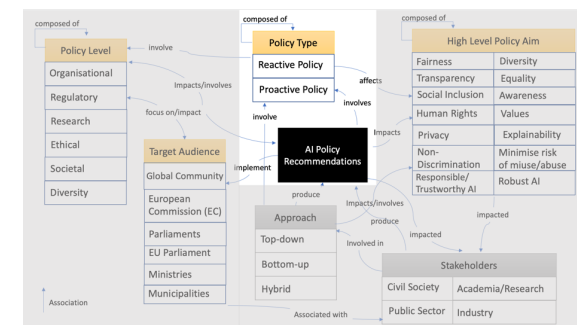 composed of
Policy Level
Organisational
Regulatory
Research
Ethical
Societal
Diversity
involve
Impacts/involves
focus on/impact
Target Audience
Global Community
European
Commission (EC)
Parliaments
EU Parliament
Ministries
Municipalities
composed of
Policy Type
Reactive Policy
Proactive Policy
involve
involves
affects
AI Policy
Recommendations
Impacts
implement
produce
Approach
Top-down
Bottom-up
Hybrid
Impacts/involves
produce
impacted
Involved in
composed of
High Level Policy Aim
Fairness Diversity
Transparency Equality
Social Inclusion Awareness
Human Rights Values
Privacy Explainability
Non-
Discrimination
Minimise risk
of miuse/abuse
Responsible/
Trustworthy AI
Robust AI
impacted
Stakeholders
Civil Society Academia/Research
Public Sector Industry
Association
Associated with